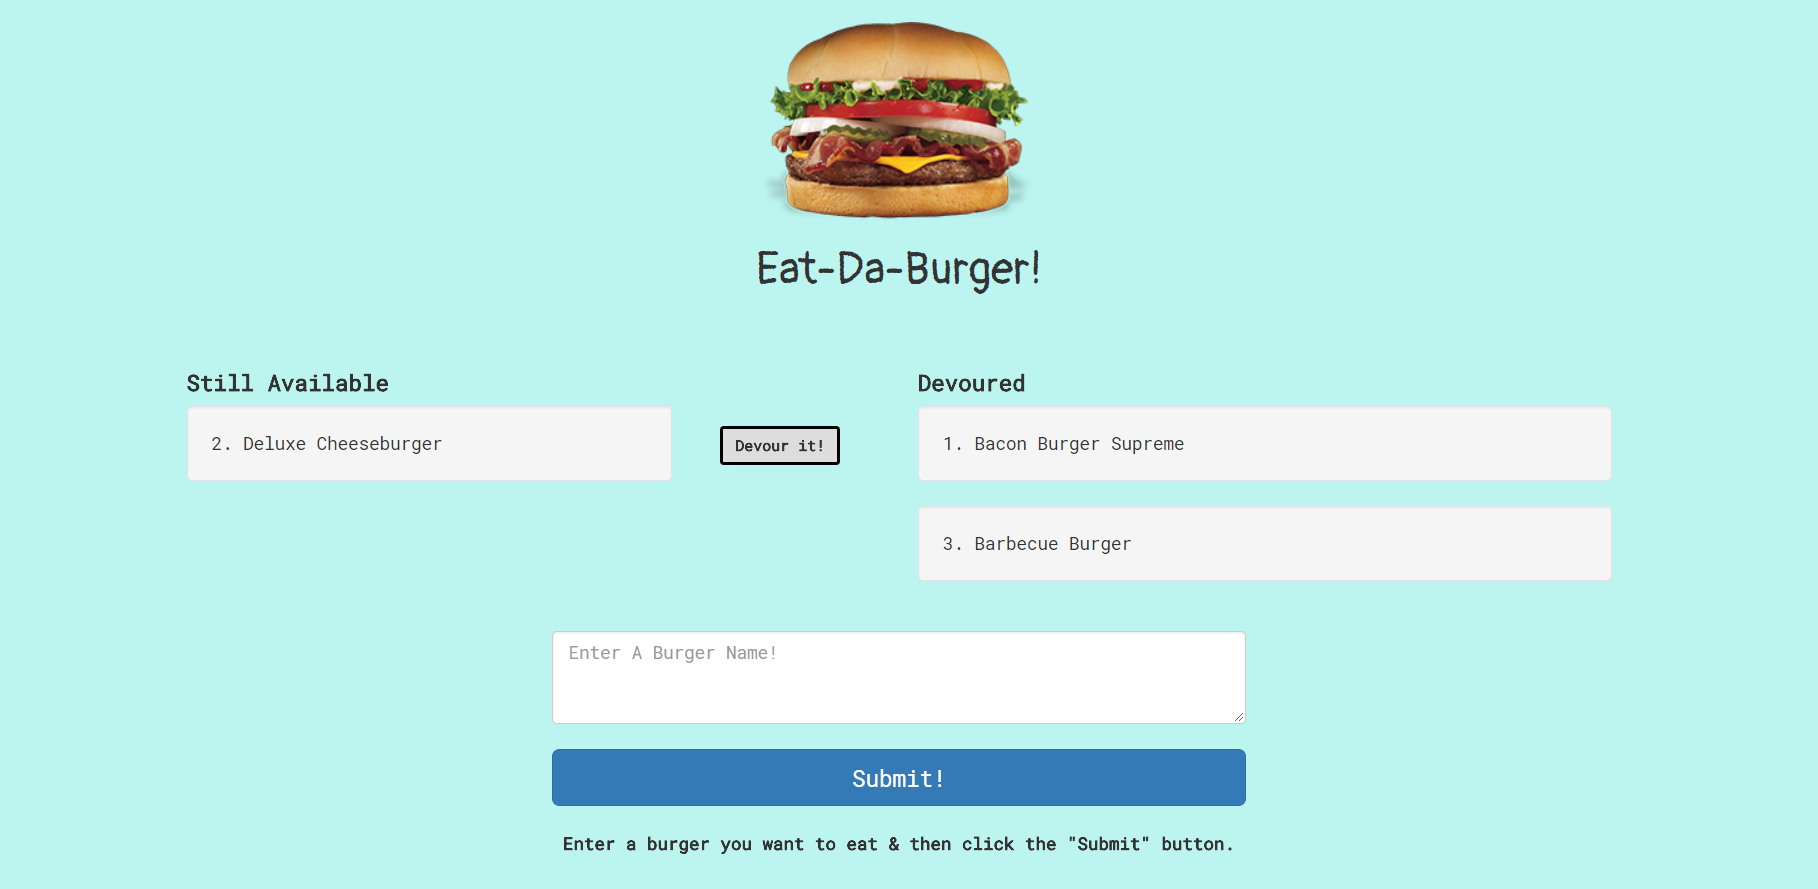 Eat-Da-Burger!
Still Available
2. Deluxe Cheeseburger
Devour it!
Devoured
1. Bacon Burger Supreme
3. Barbecue Burger
Enter A Burger Name!
Submit!
Enter a burger you want to eat & then click the "Submit" button.